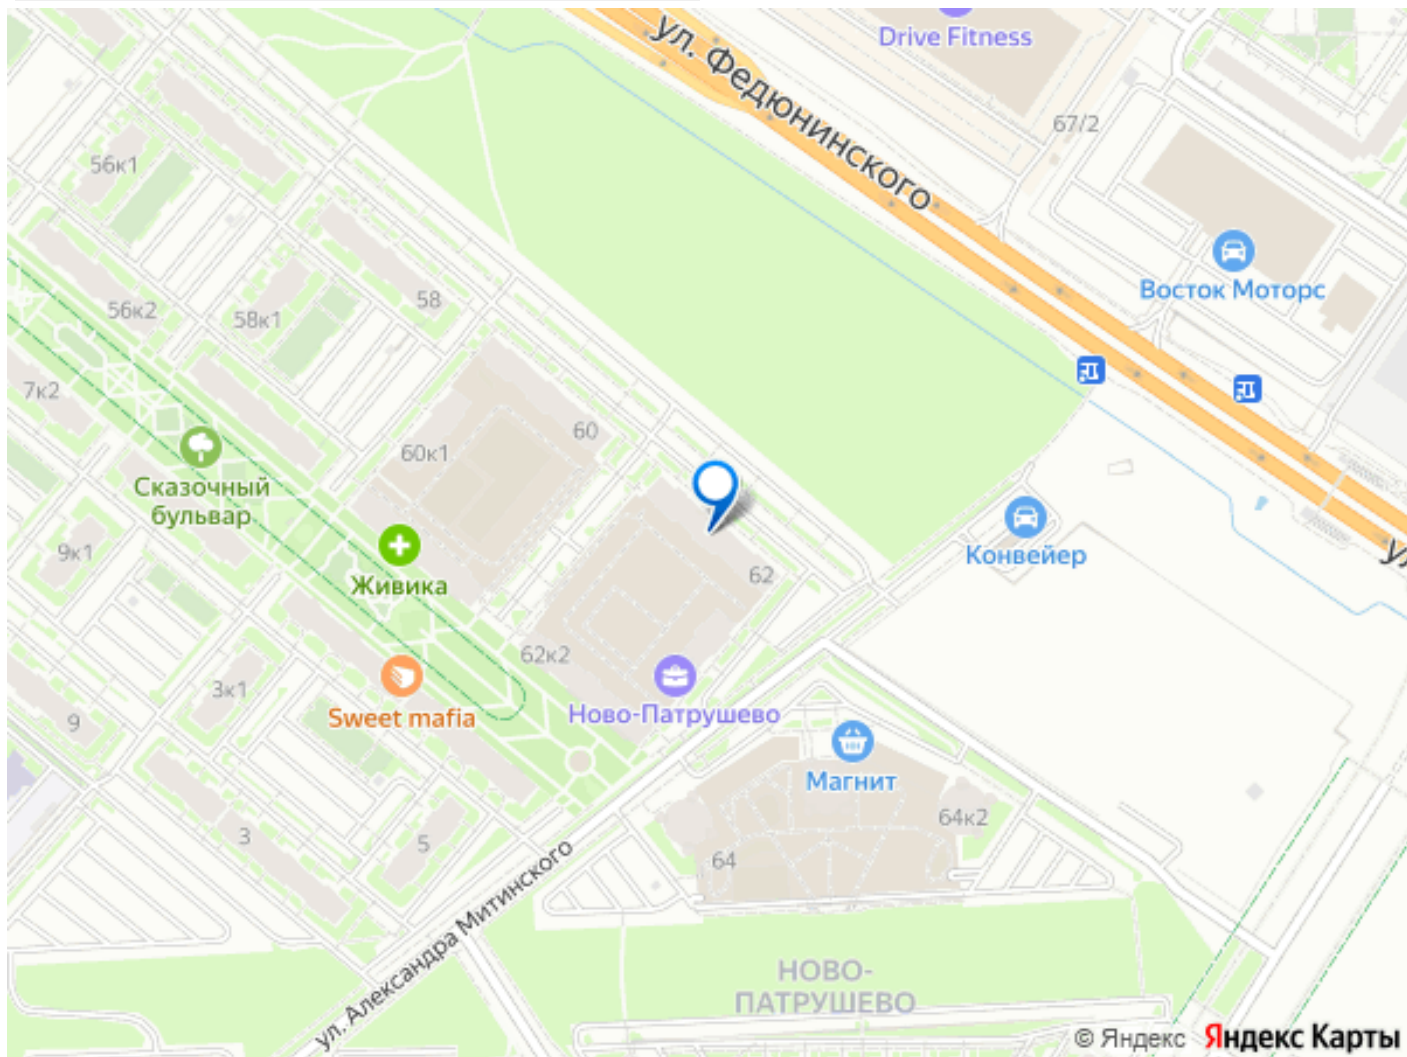 Drive Fitness
ул. Федюнинского
67/2
56к1
Восток Моторс
58
56к2
58к1
7к2
60
60к1
Сказочный
бульвар
9к1
Живика
Конвейер
62
62к2
3к1
Sweet mafia
Ново-Патрушево
9
Магнит
64к2
3
5
64
ул. Александра Митинского
НОВО-
ПАТРУШЕВО
© Яндекс Яндекс Карты